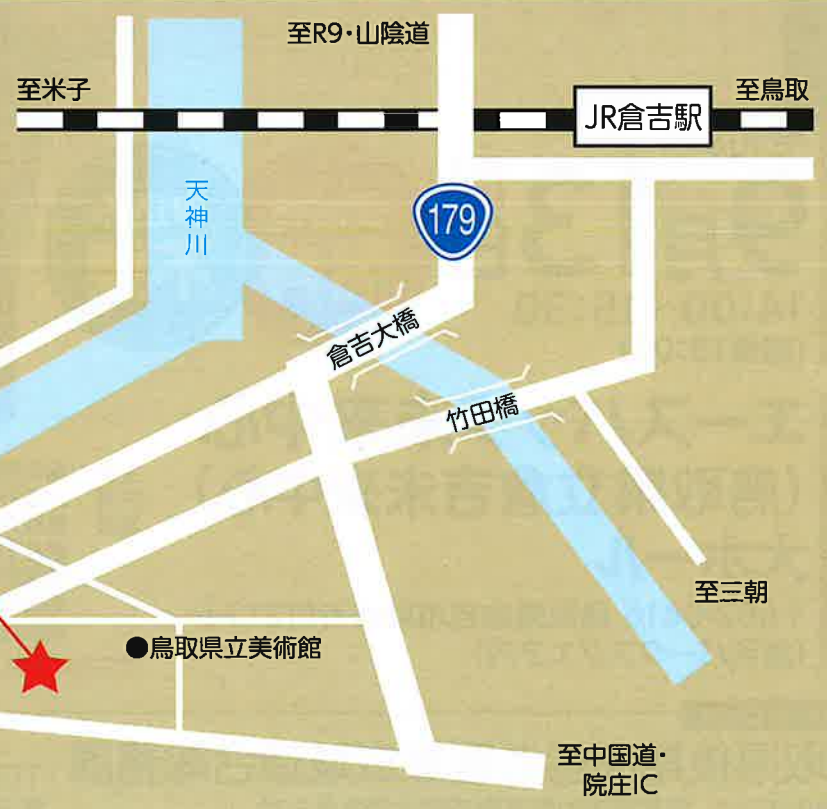 至R9・山陰道
至米子
至鳥取
JR倉吉駅
天神川
179
倉吉大橋
竹田橋
至三朝
●鳥取県立美術館
至中国道・
院庄IC